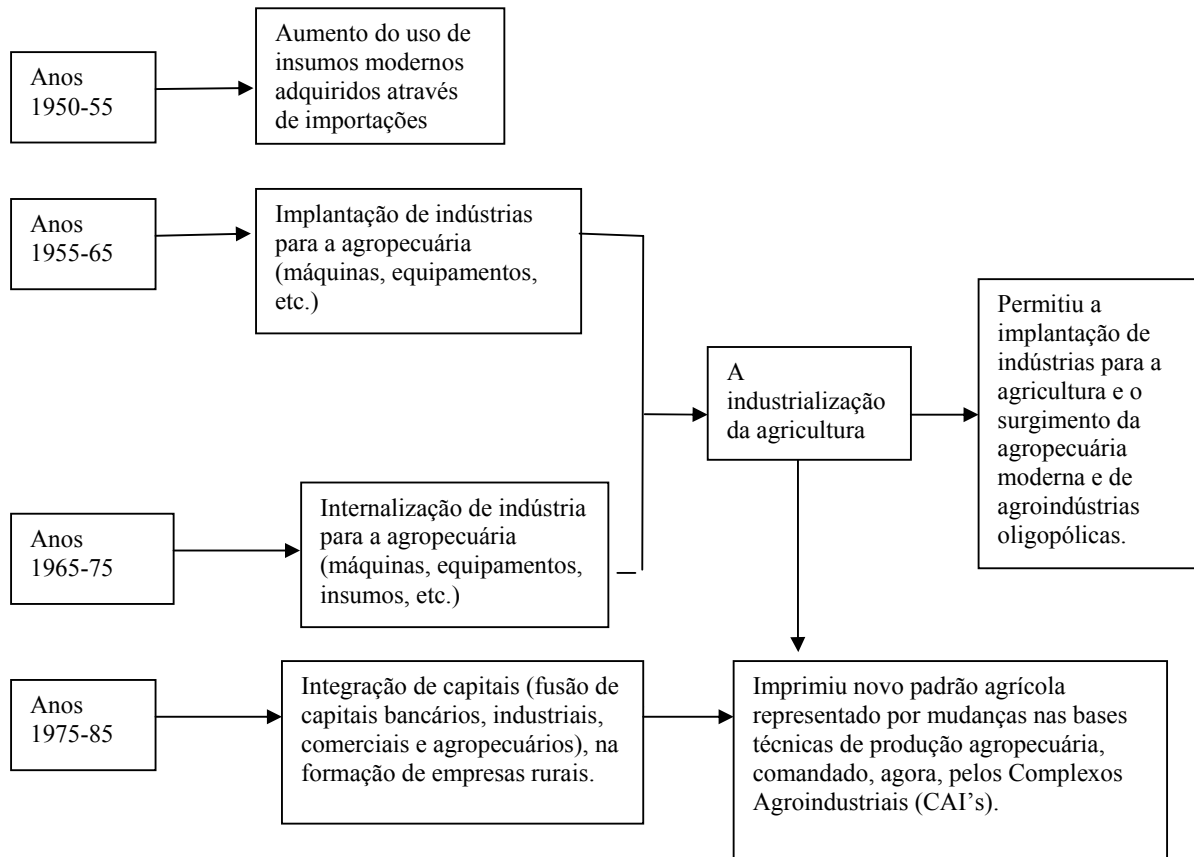 Anos
1950-55
Aumento do uso de
insumos modernos
adquiridos através
de importações
Anos
1955-65
Implantação de indústrias
para a agropecuária
(máquinas, equipamentos,
etc.)
Anos
1965-75
Internalização de indústria
para a agropecuária
(máquinas, equipamentos,
insumos, etc.)
A
industrialização
da agricultura
Permitiu a
implantação de
indústrias para a
agricultura e o
surgimento da
agropecuária
moderna e de
agroindústrias
oligopólicas.
Anos
1975-85
Integração de capitais (fusão de
capitais bancários, industriais,
comerciais e agropecuários), na
formação de empresas rurais.
Imprimiu novo padrão agrícola
representado por mudanças nas bases
técnicas de produção agropecuária,
comandado, agora, pelos Complexos
Agroindustriais (CAI’s).